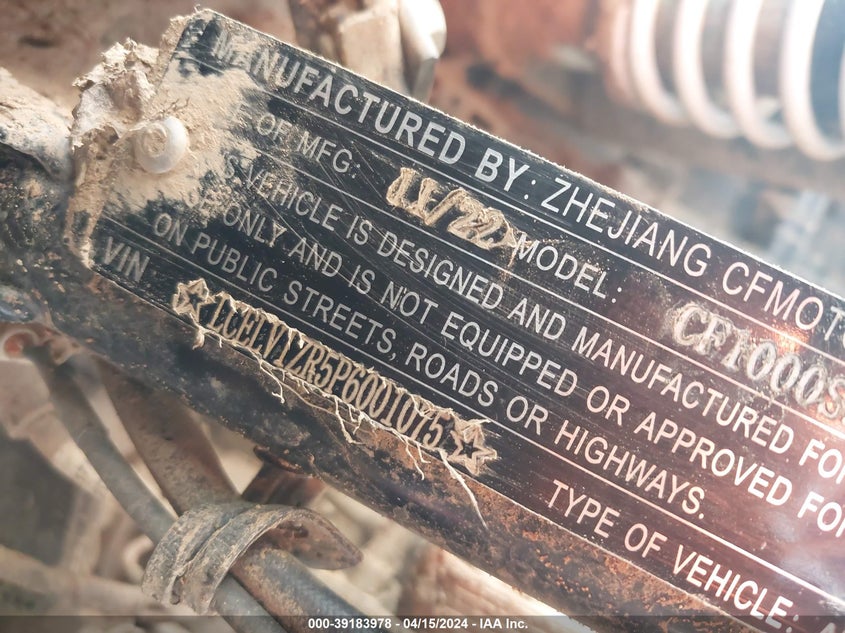 MANUFACTURED BY: ZHEJIANG CFMOTO
OF MFG: 11/22 MODEL: CF1000S
S VEHICLE IS DESIGNED AND MANUFACTURED FO
ONLY AND IS NOT EQUIPPED OR APPROVED FO
ON PUBLIC STREETS, ROADS OR HIGHWAYS.
VIN ☆LCELV1ZR5P6001075☆
TYPE OF VEHICLE: A
000-39183978 - 04/15/2024 - IAA Inc.